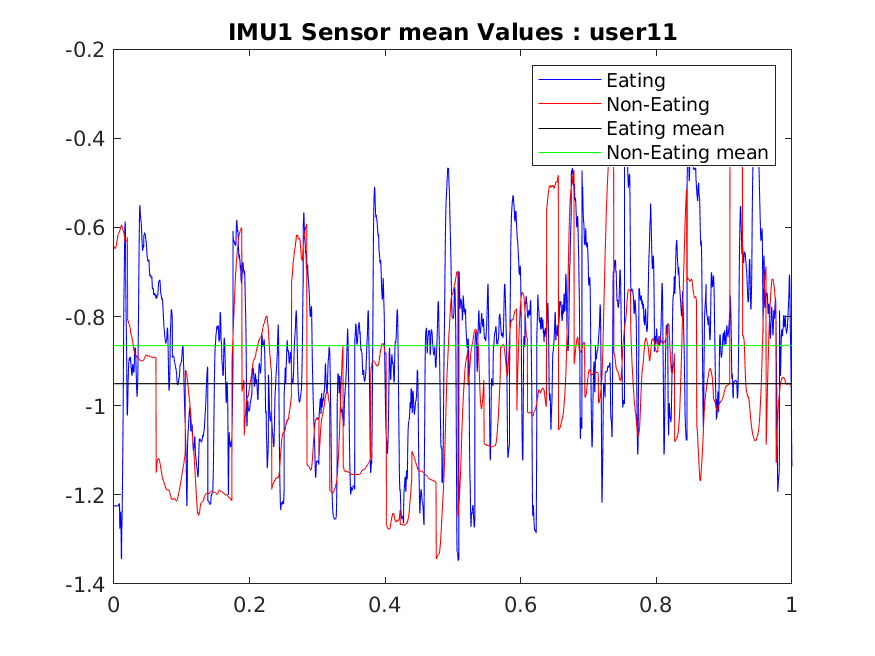 IMU1 Sensor mean Values : user11
-0.2
-0.4
-0.6
-0.8
-1
-1.2
-1.4
0
0.2
0.4
0.6
0.8
1
Eating
Non-Eating
Eating mean
Non-Eating mean